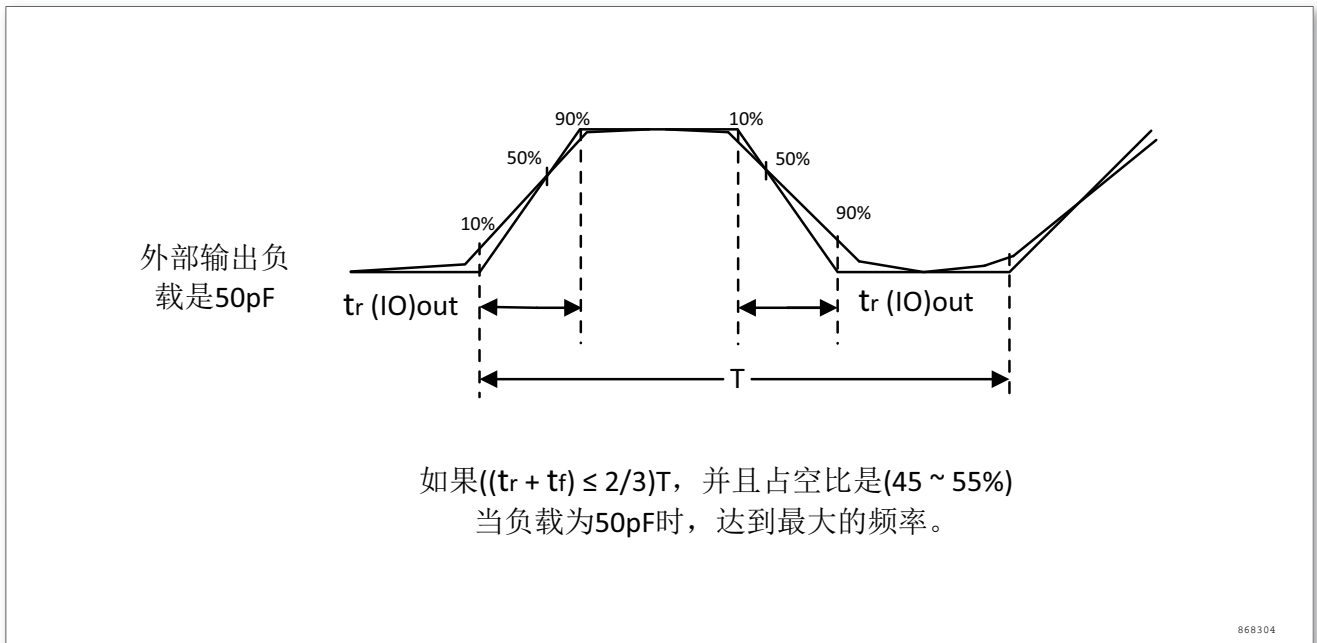 90%
10%
50%
50%
10%
90%
外部输出负
载是50pF
tr (IO)out
tr (IO)out
T
如果((tr + tf) ≤ 2/3)T，并且占空比是(45 ~ 55%)
当负载为50pF时，达到最大的频率。
868304